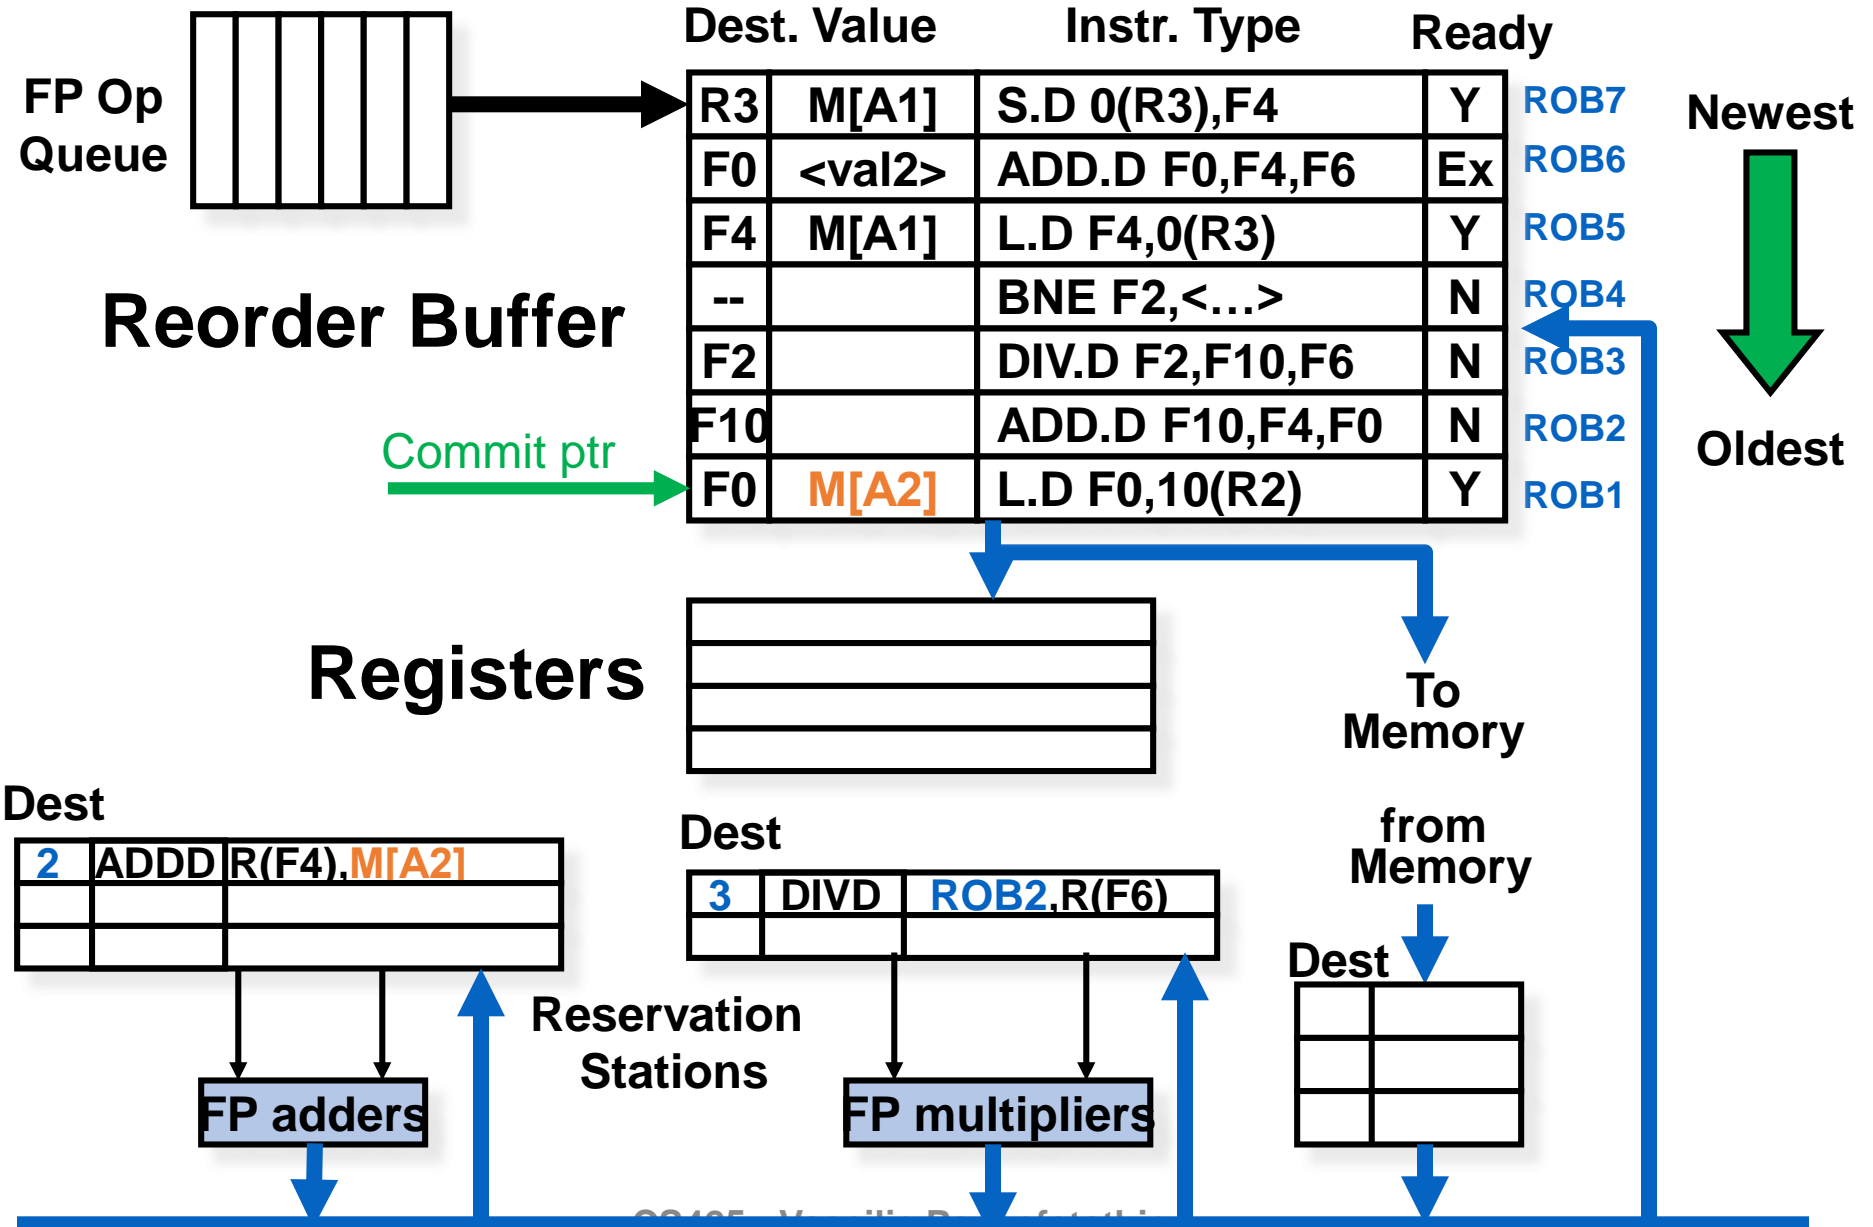 Dest. Value Instr. Type Ready
FP Op
Queue
R3 M[A1] S.D 0(R3),F4 Y ROB7
F0 <val2> ADD.D F0,F4,F6 Ex ROB6
F4 M[A1] L.D F4,0(R3) Y ROB5
-- BNE F2,<…> N ROB4
F2 DIV.D F2,F10,F6 N ROB3
F10 ADD.D F10,F4,F0 N ROB2
F0 M[A2] L.D F0,10(R2) Y ROB1
Newest
Oldest
Reorder Buffer
Commit ptr
Registers
To
Memory
Dest
2 ADDD R(F4),M[A2]
Dest
3 DIVD ROB2,R(F6)
from
Memory
Dest
Reservation
Stations
FP adders
FP multipliers